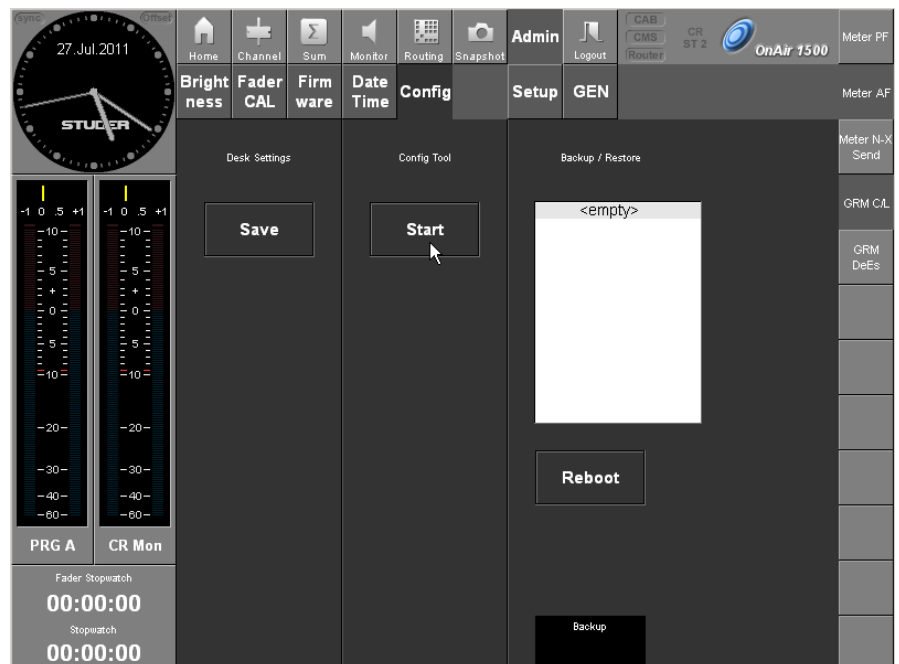 sync
Offset
27.Jul.2011
STUDER
Home
Channel
Sum
Monitor
Routing
Snapshot
Admin
Logout
CAB
CMS
Router
CR
ST 2
OnAir 1500
Meter PF
Bright
ness
Fader
CAL
Firm
ware
Date
Time
Config
Setup
GEN
Meter AF
Desk Settings
Config Tool
Backup / Restore
Meter N-X
Send
Save
Start
<empty>
GRM C/L
GRM
DeEs
-1 0 .5 +1
-1 0 .5 +1
-10-
-10-
-5-
-5-
+
+
-0-
-0-
-5-
-5-
=10=
=10=
-20-
-20-
-30-
-30-
-40-
-40-
-60-
-60-
Reboot
PRG A
CR Mon
Fader Stopwatch
00:00:00
Stopwatch
00:00:00
Backup